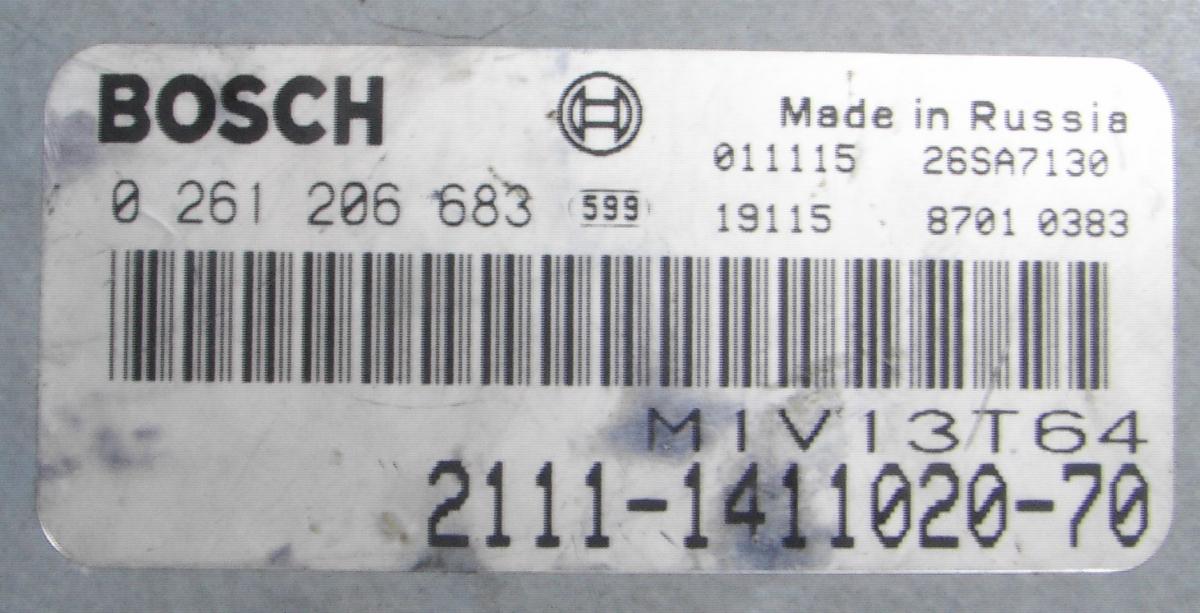 BOSCH
Made in Russia
011115 26SA7130
0 261 206 683 599
19115 8701 0383
M1V13T64
2111-1411020-70